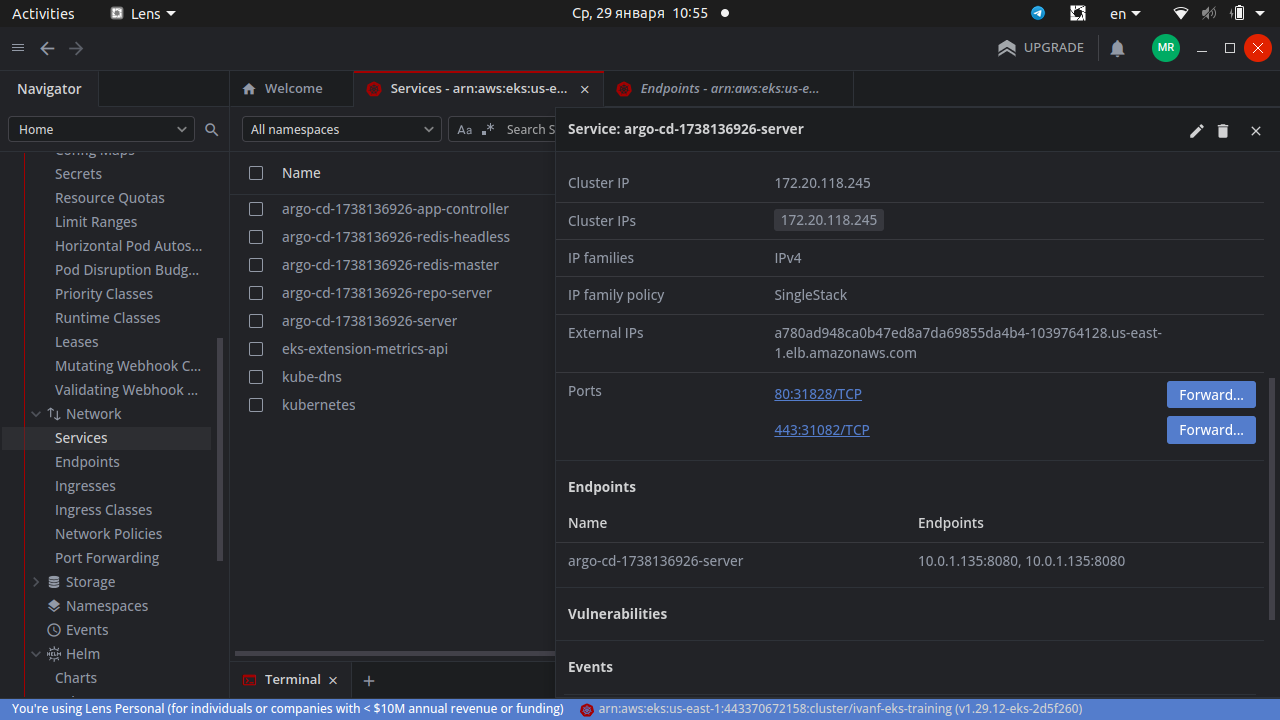 Activities
Lens
Ср, 29 января 10:55
en
UPGRADE
MR
Navigator
Welcome
Services - arn:aws:eks:us-e...
Endpoints - arn:aws:eks:us-e...
Home
All namespaces
Aa .* Search S
Service: argo-cd-1738136926-server
Config Maps
Secrets
Resource Quotas
Limit Ranges
Horizontal Pod Autos...
Pod Disruption Budg...
Priority Classes
Runtime Classes
Leases
Mutating Webhook C...
Validating Webhook ...
Network
Services
Endpoints
Ingresses
Ingress Classes
Network Policies
Port Forwarding
Storage
Namespaces
Events
Helm
Charts
Name
argo-cd-1738136926-app-controller
argo-cd-1738136926-redis-headless
argo-cd-1738136926-redis-master
argo-cd-1738136926-repo-server
argo-cd-1738136926-server
eks-extension-metrics-api
kube-dns
kubernetes
Cluster IP 172.20.118.245
Cluster IPs 172.20.118.245
IP families IPv4
IP family policy SingleStack
External IPs a780ad948ca0b47ed8a7da69855da4b4-1039764128.us-east-
1.elb.amazonaws.com
Ports 80:31828/TCP Forward...
443:31082/TCP Forward...
Endpoints
Name Endpoints
argo-cd-1738136926-server 10.0.1.135:8080, 10.0.1.135:8080
Vulnerabilities
Events
Terminal
You're using Lens Personal (for individuals or companies with < $10M annual revenue or funding)
arn:aws:eks:us-east-1:443370672158:cluster/ivanf-eks-training (v1.29.12-eks-2d5f260)